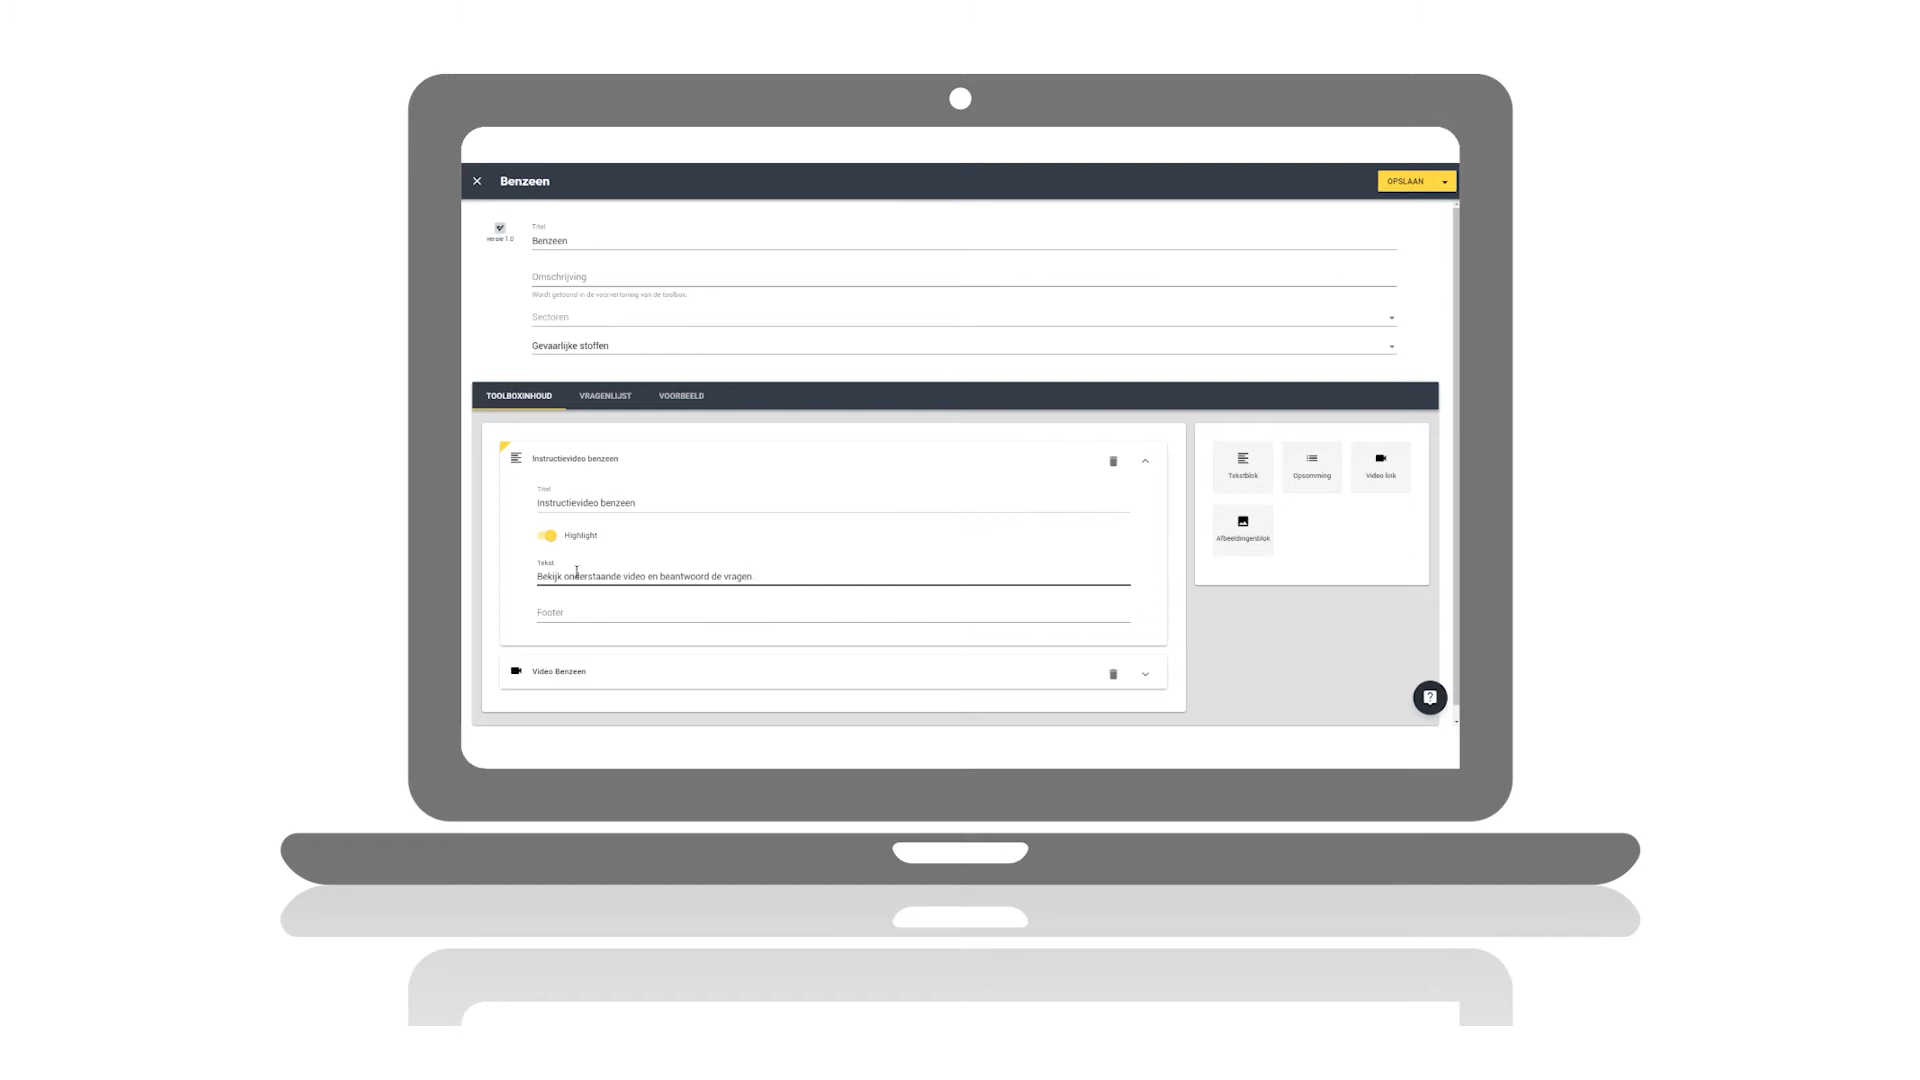 Benzeen
OPSLAAN
versie 1.0
Titel
Benzeen
Omschrijving
Wordt getoond in de voorvertoning van de toolbox.
Sectoren
Gevaarlijke stoffen
TOOLBOXINHOUD VRAGENLIJST VOORBEELD
Instructievideo benzeen
Titel
Instructievideo benzeen
Highlight
Tekst
Bekijk onderstaande video en beantwoord de vragen.
Footer
Video Benzeen
Tekstblok Opsomming Video link
Afbeeldingenblok